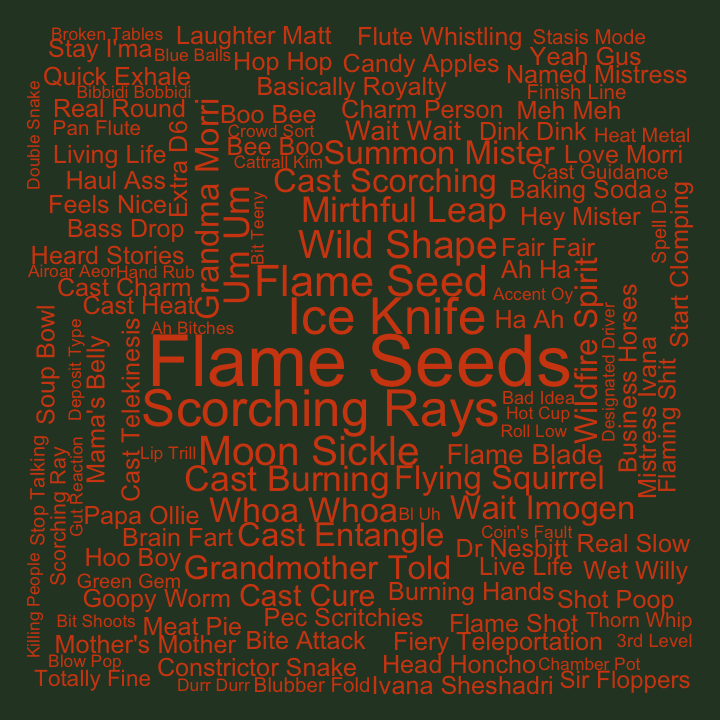 Broken Tables
Laughter Matt
Flute Whistling
Stasis Mode
Stay I'ma
Blue Balls
Hop Hop
Candy Apples
Yeah Gus
Quick Exhale
Basically Royalty
Named Mistress
Bibbidi Bobbidi
Finish Line
Double Snake
Real Round
Extra D6
Grandma Morri
Boo Bee
Charm Person
Meh Meh
Pan Flute
Crowd Sort
Wait Wait
Dink Dink
Heat Metal
Bee Boo
Summon Mister
Love Morri
Living Life
Cattrall Kim
Cast Guidance
Haul Ass
Cast Scorching
Baking Soda
Feels Nice
Um Um
Bit Teeny
Mirthful Leap
Hey Mister
Spell Dc
Start Clomping
Bass Drop
Wild Shape
Fair Fair
Heard Stories
Airoar Aeor
Hand Rub
Flame Seed
Ah Ha
Wildfire Spirit
Cast Charm
Accent Oy
Cast Heat
Ice Knife
Ha Ah
Business Horses
Designated Driver
Soup Bowl
Deposit Type
Mama's Belly
Cast Telekinesis
Ah Bitches
Flame Seeds
Mistress Ivana
Flaming Shit
Scorching Rays
Bad Idea
Hot Cup
Roll Low
Stop Talking
Scorching Ray
Gut Reaction
Lip Trill
Moon Sickle
Flame Blade
Cast Burning
Flying Squirrel
Papa Ollie
Whoa Whoa
Bl Uh
Wait Imogen
Brain Fart
Cast Entangle
Coin's Fault
Dr Nesbitt
Real Slow
Hoo Boy
Grandmother Told
Live Life
Wet Willy
Killing People
Green Gem
Goopy Worm
Cast Cure
Burning Hands
Shot Poop
Bit Shoots
Meat Pie
Pec Scritchies
Flame Shot
Thorn Whip
Mother's Mother
Bite Attack
Fiery Teleportation
3rd Level
Blow Pop
Constrictor Snake
Head Honcho
Chamber Pot
Totally Fine
Durr Durr
Blubber Fold
Ivana Sheshadri
Sir Floppers